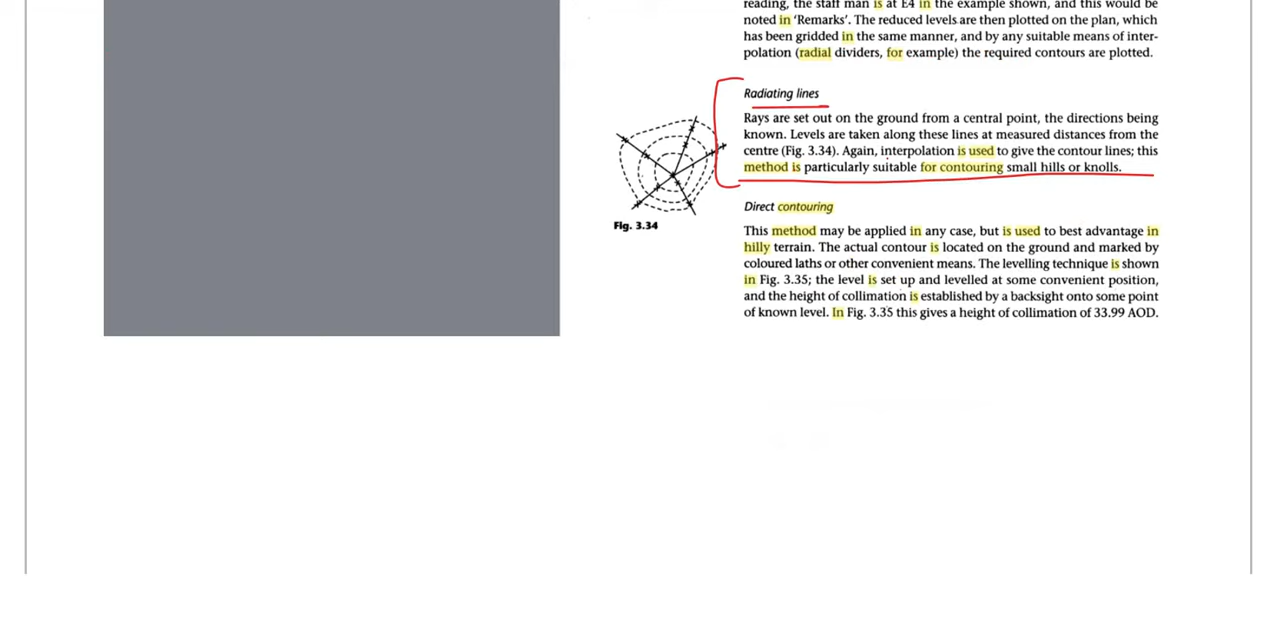 reading, the staff man is at E4 in the example shown, and this would be
noted in 'Remarks'. The reduced levels are then plotted on the plan, which
has been gridded in the same manner, and by any suitable means of inter-
polation (radial dividers, for example) the required contours are plotted.
Radiating lines
Rays are set out on the ground from a central point, the directions being
known. Levels are taken along these lines at measured distances from the
centre (Fig. 3.34). Again, interpolation is used to give the contour lines; this
method is particularly suitable for contouring small hills or knolls.
Fig. 3.34
Direct contouring
This method may be applied in any case, but is used to best advantage in
hilly terrain. The actual contour is located on the ground and marked by
coloured laths or other convenient means. The levelling technique is shown
in Fig. 3.35; the level is set up and levelled at some convenient position,
and the height of collimation is established by a backsight onto some point
of known level. In Fig. 3.35 this gives a height of collimation of 33.99 AOD.